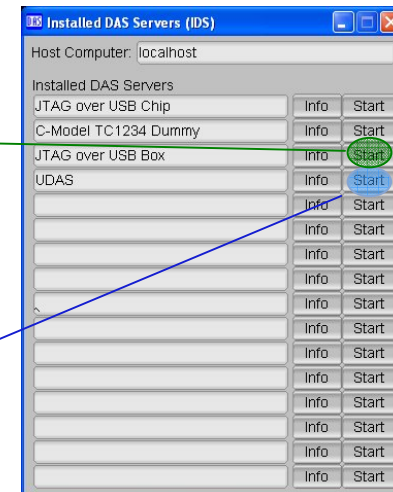 DAS Installed DAS Servers (IDS)
Host Computer: localhost
Installed DAS Servers
JTAG over USB Chip Info Start
C-Model TC1234 Dummy Info Start
JTAG over USB Box Info Start
UDAS Info Start
Info Start
Info Start
Info Start
Info Start
Info Start
Info Start
Info Start
Info Start
Info Start
Info Start
Info Start
Info Start